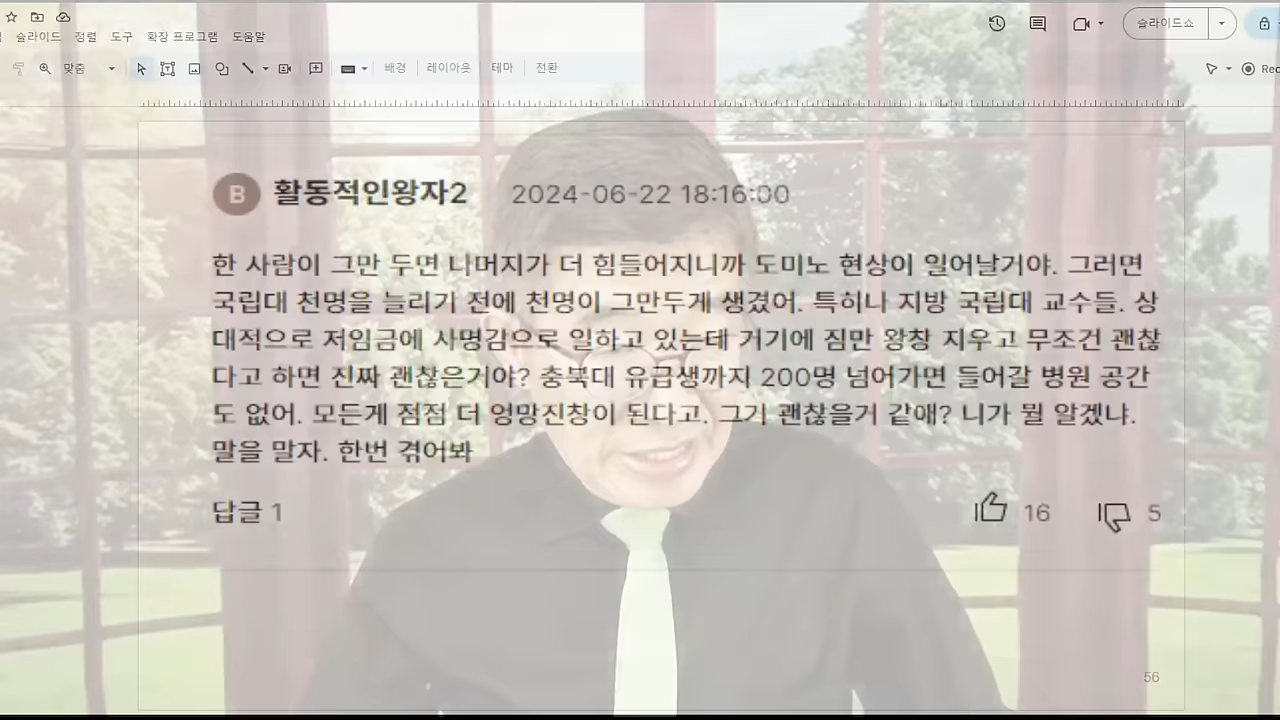 슬라이드 정렬 도구 확장 프로그램 도움말
슬라이드쇼
맞춤 배경 레이아웃 테마 전환
Rec
B 활동적인왕자2 2024-06-22 18:16:00
한 사람이 그만 두면 나머지가 더 힘들어지니까 도미노 현상이 일어날거야. 그러면
국립대 천명을 늘리기 전에 천명이 그만두게 생겼어. 특히나 지방 국립대 교수들. 상
대적으로 저임금에 사명감으로 일하고 있는데 거기에 짐만 왕창 지우고 무조건 괜찮
다고 하면 진짜 괜찮은거야? 충북대 유급생까지 200명 넘어가면 들어갈 병원 공간
도 없어. 모든게 점점 더 엉망진창이 된다고. 그기 괜찮을거 같애? 니가 뭘 알겠냐.
말을 말자. 한번 겪어봐
답글 1 16 5
56